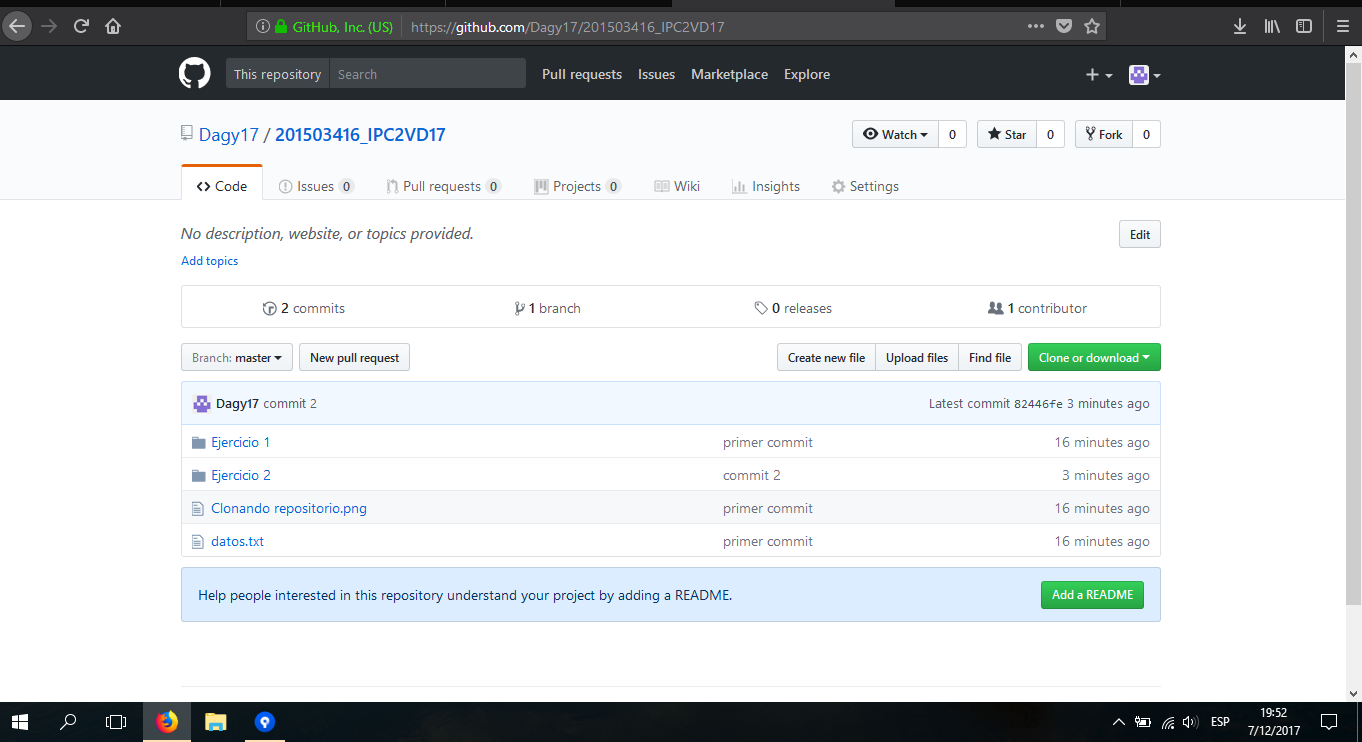 GitHub, Inc. (US) https://github.com/Dagy17/201503416_IPC2VD17
This repository Search Pull requests Issues Marketplace Explore
Dagy17 / 201503416_IPC2VD17 Watch 0 Star 0 Fork 0
Code Issues 0 Pull requests 0 Projects 0 Wiki Insights Settings
No description, website, or topics provided. Edit
Add topics
2 commits 1 branch 0 releases 1 contributor
Branch: master New pull request Create new file Upload files Find file Clone or download
Dagy17 commit 2 Latest commit 82446fe 3 minutes ago
Ejercicio 1 primer commit 16 minutes ago
Ejercicio 2 commit 2 3 minutes ago
Clonando repositorio.png primer commit 16 minutes ago
datos.txt primer commit 16 minutes ago
Help people interested in this repository understand your project by adding a README. Add a README
ESP 19:52
7/12/2017